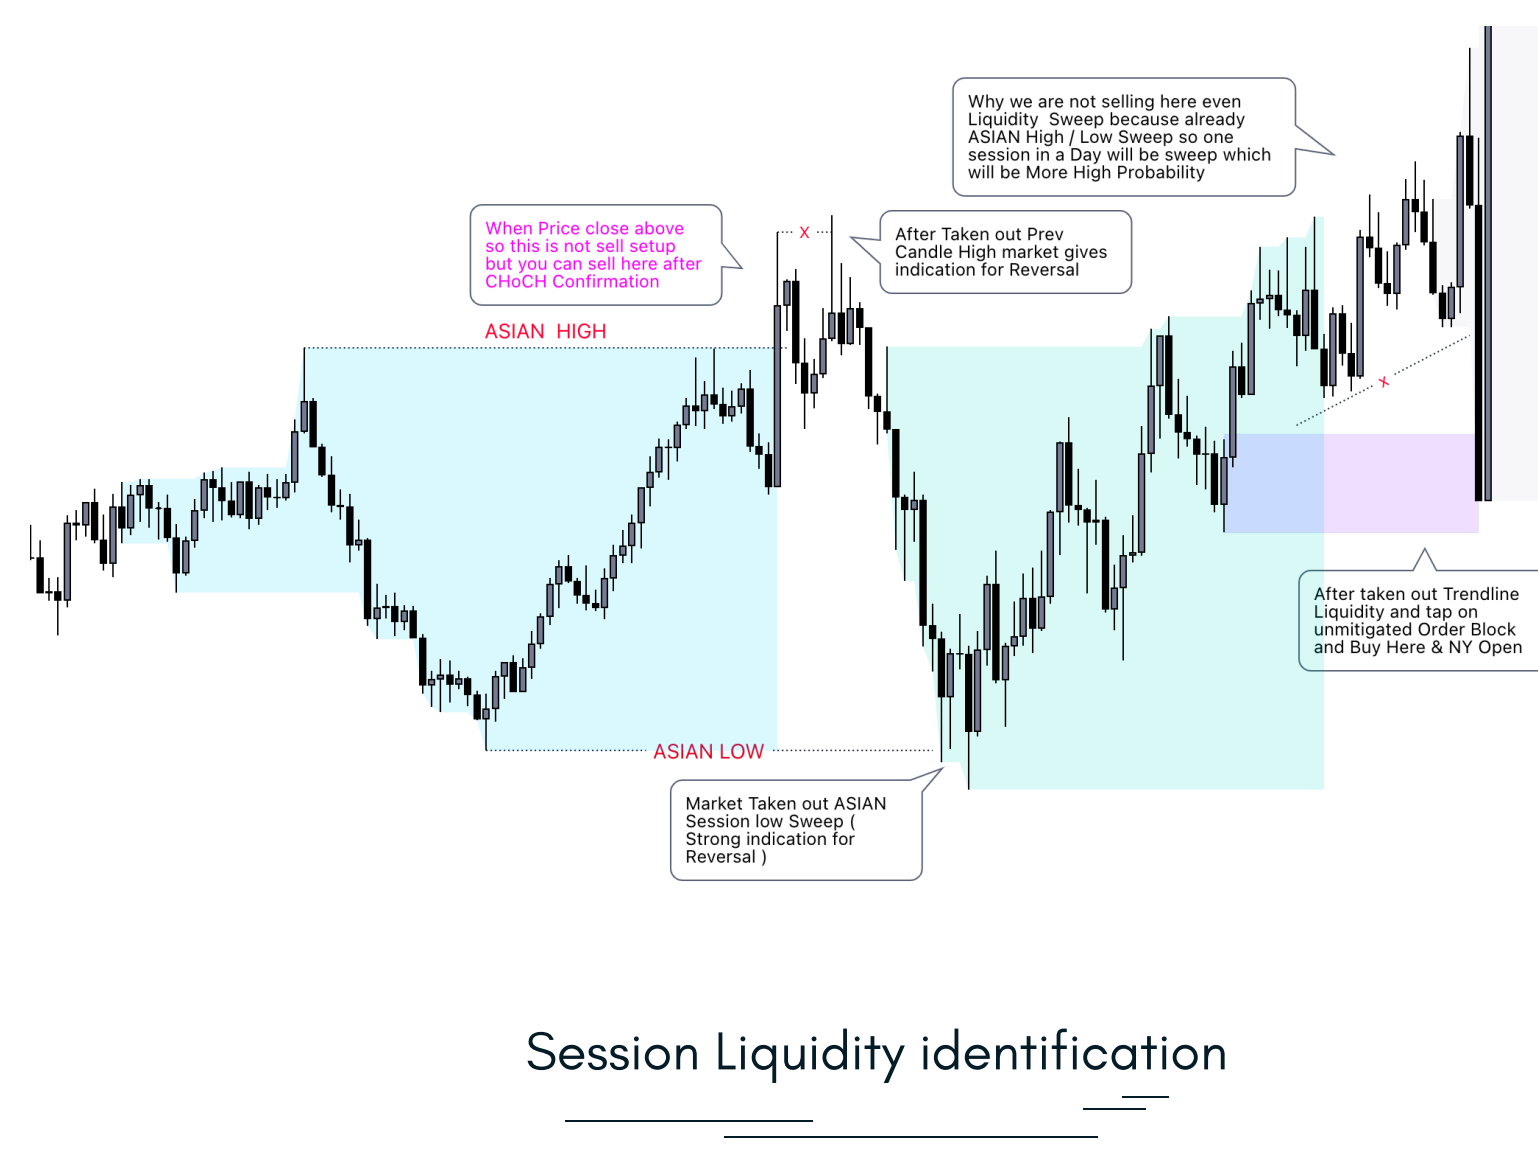 Why we are not selling here even
Liquidity  Sweep because already
ASIAN High / Low Sweep so one
session in a Day will be sweep which
will be More High Probability
When Price close above
so this is not sell setup
but you can sell here after
CHoCH Confirmation
X
After Taken out Prev
Candle High market gives
indication for Reversal
ASIAN  HIGH
x
After taken out Trendline
Liquidity and tap on
unmitigated Order Block
and Buy Here & NY Open
ASIAN LOW
Market Taken out ASIAN
Session low Sweep (
Strong indication for
Reversal )
Session Liquidity identification